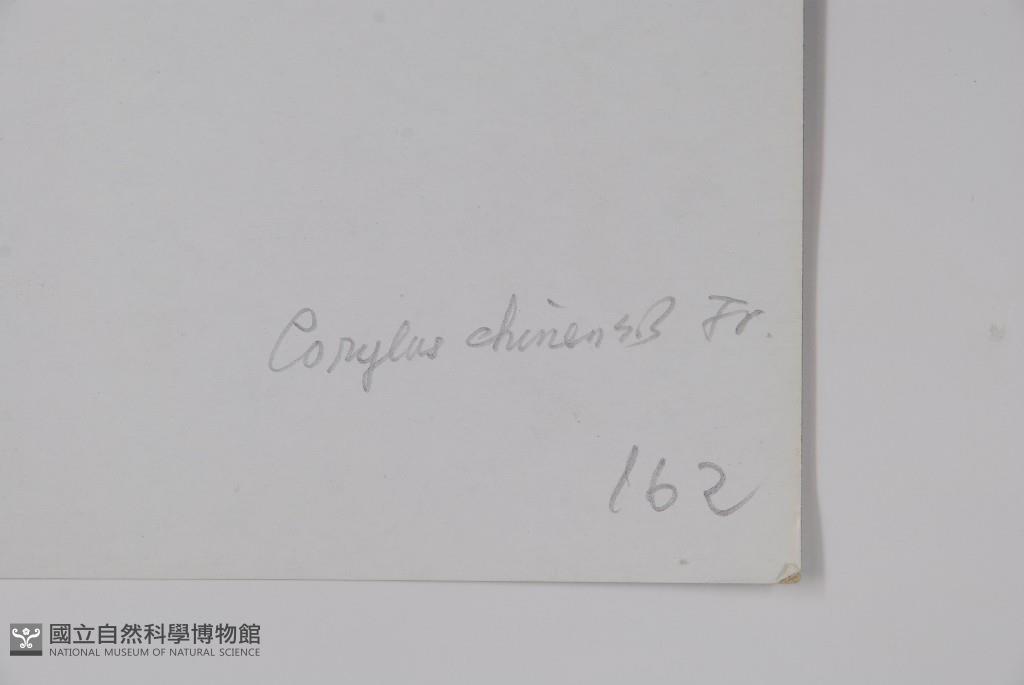 Corylus chinensis Fr.
162
國立自然科學博物館
NATIONAL MUSEUM OF NATURAL SCIENCE